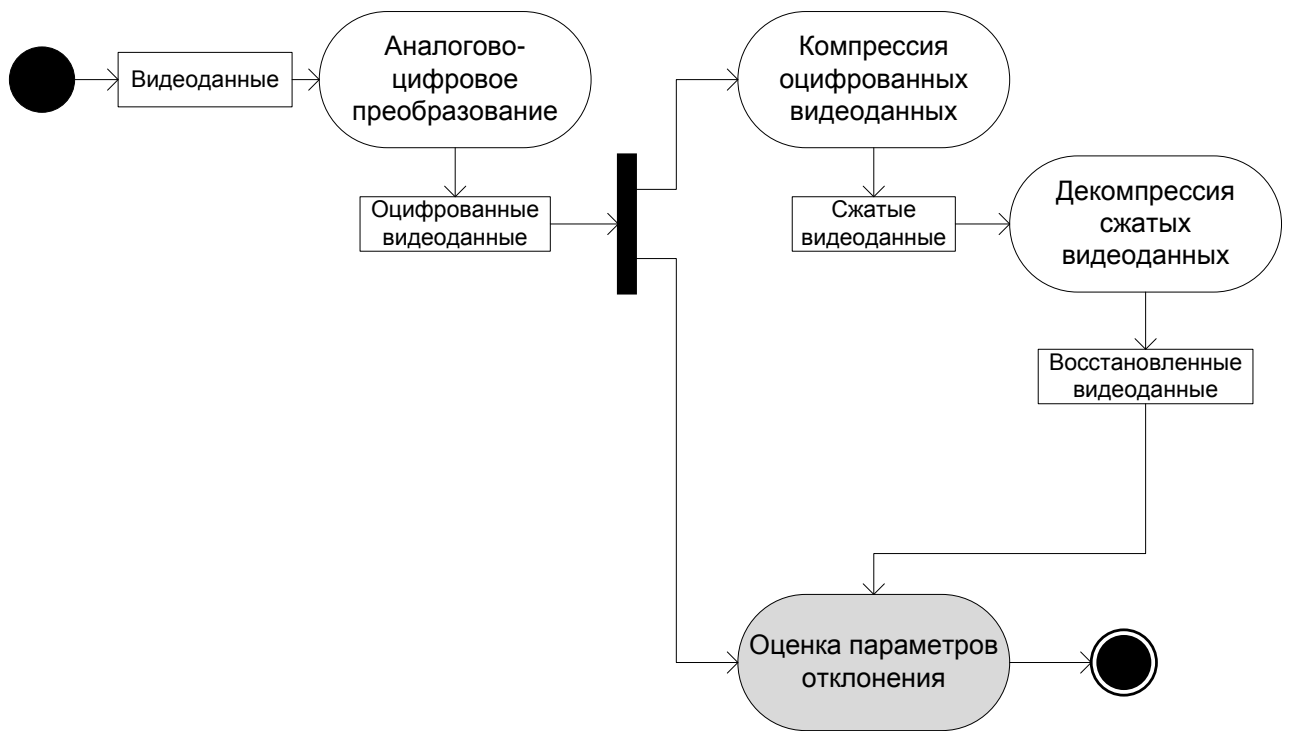 Видеоданные
Аналогово-
цифровое
преобразование
Оцифрованные
видеоданные
Компрессия
оцифрованных
видеоданных
Сжатые
видеоданные
Декомпрессия
сжатых
видеоданных
Восстановленные
видеоданные
Оценка параметров
отклонения